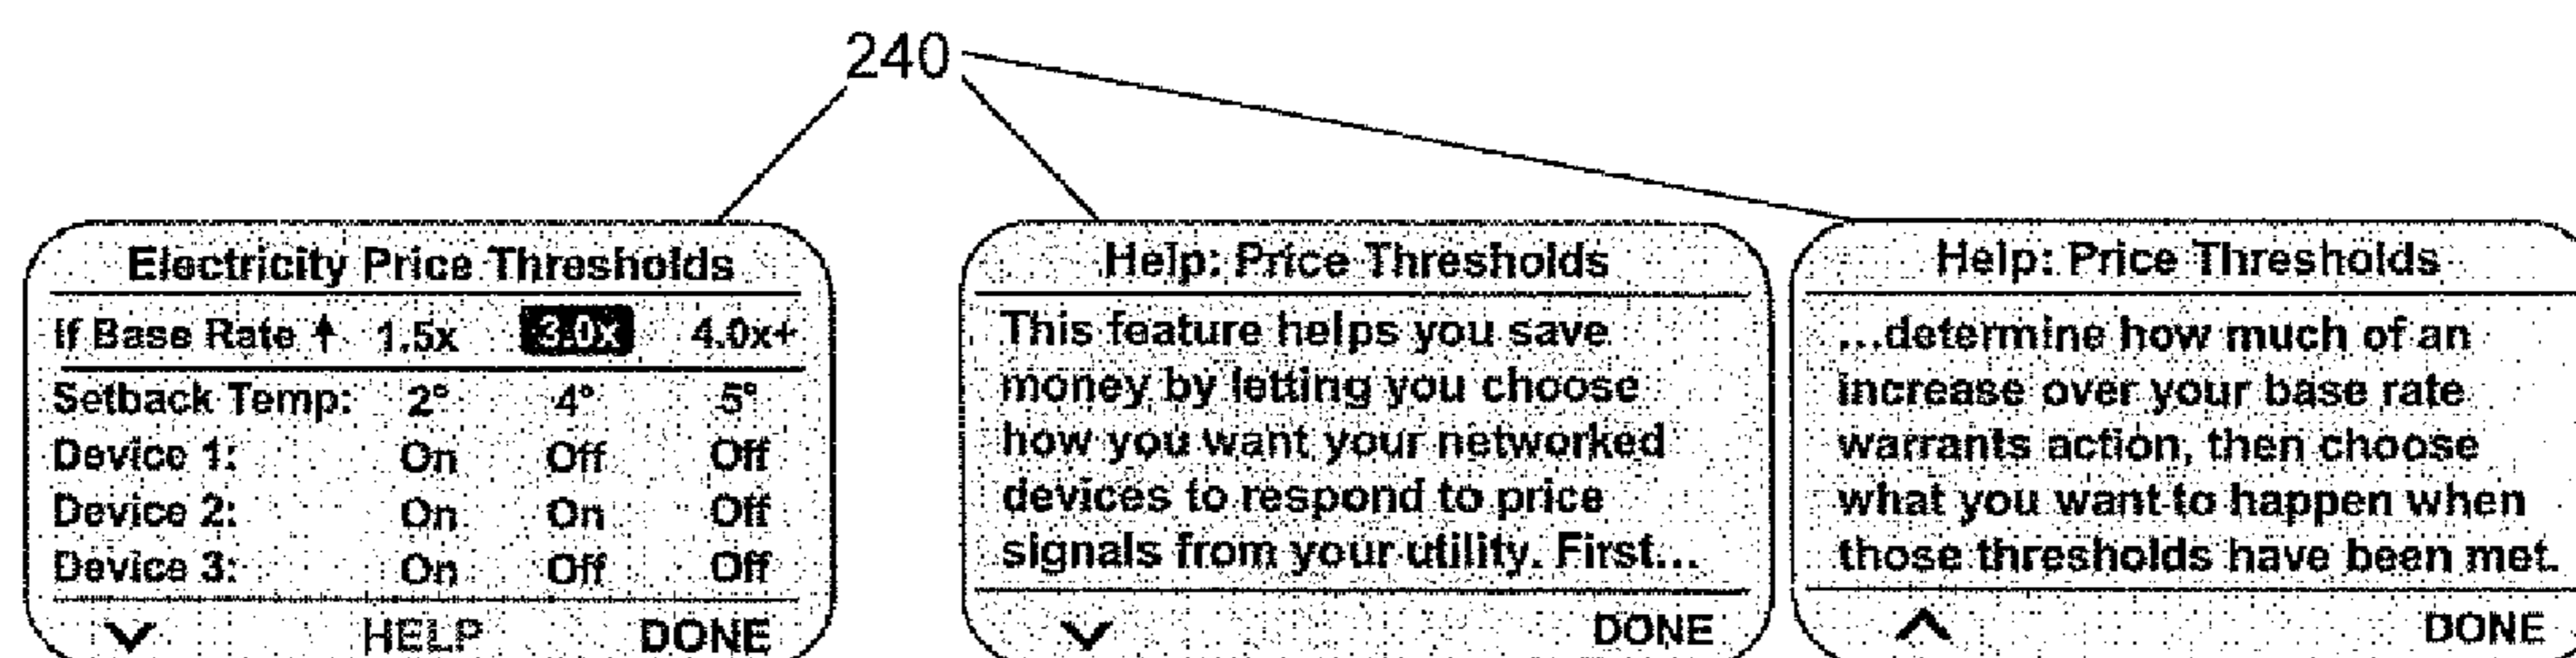 240
Electricity Price Thresholds
If Base Rate ↑ 1.5x 3.0x 4.0x+
Setback Temp: 2° 4° 5°
Device 1: On Off Off
Device 2: On On Off
Device 3: On Off Off
HELP DONE
Help: Price Thresholds
This feature helps you save
money by letting you choose
how you want your networked
devices to respond to price
signals from your utility. First...
DONE
Help: Price Thresholds
...determine how much of an
increase over your base rate
warrants action, then choose
what you want to happen when
those thresholds have been met.
DONE